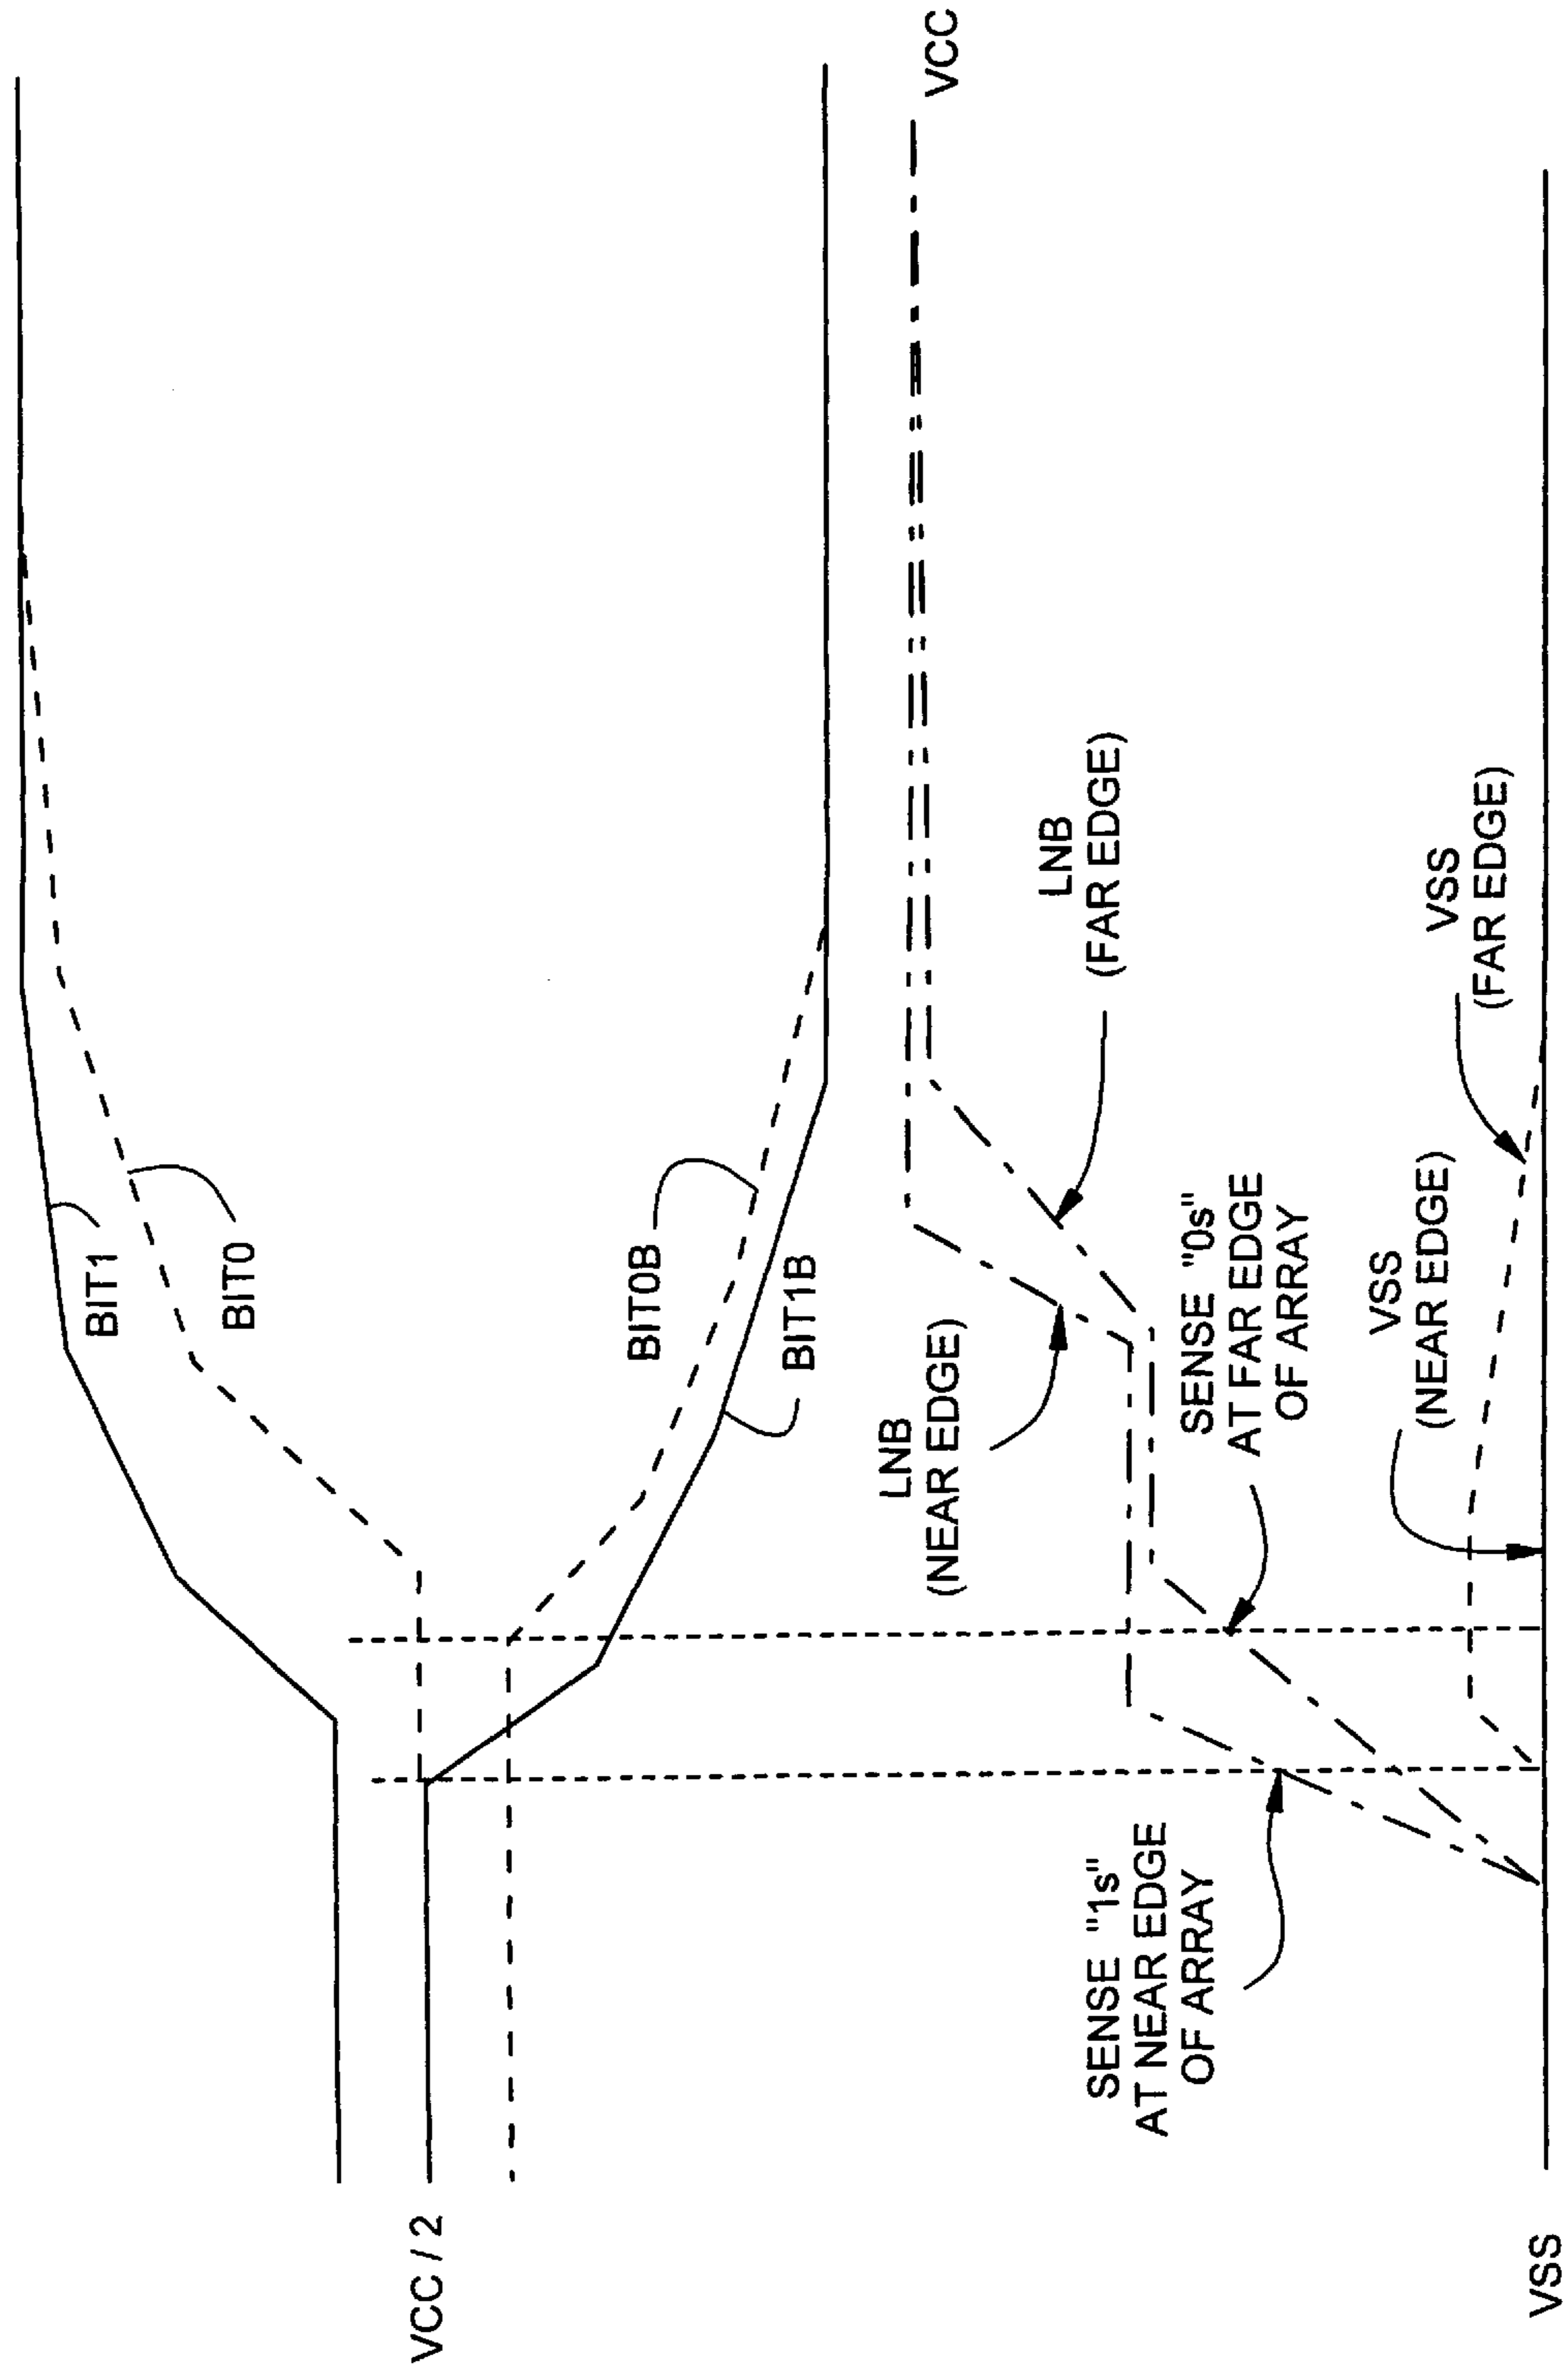 BIT1
BIT0
VCC / 2
BIT0B
BIT1B
VCC
LNB
(NEAR EDGE)
LNB
(FAR EDGE)
SENSE "1s"
AT NEAR EDGE
OF ARRAY
SENSE "0s"
AT FAR EDGE
OF ARRAY
VSS
(NEAR EDGE)
VSS
(FAR EDGE)
VSS